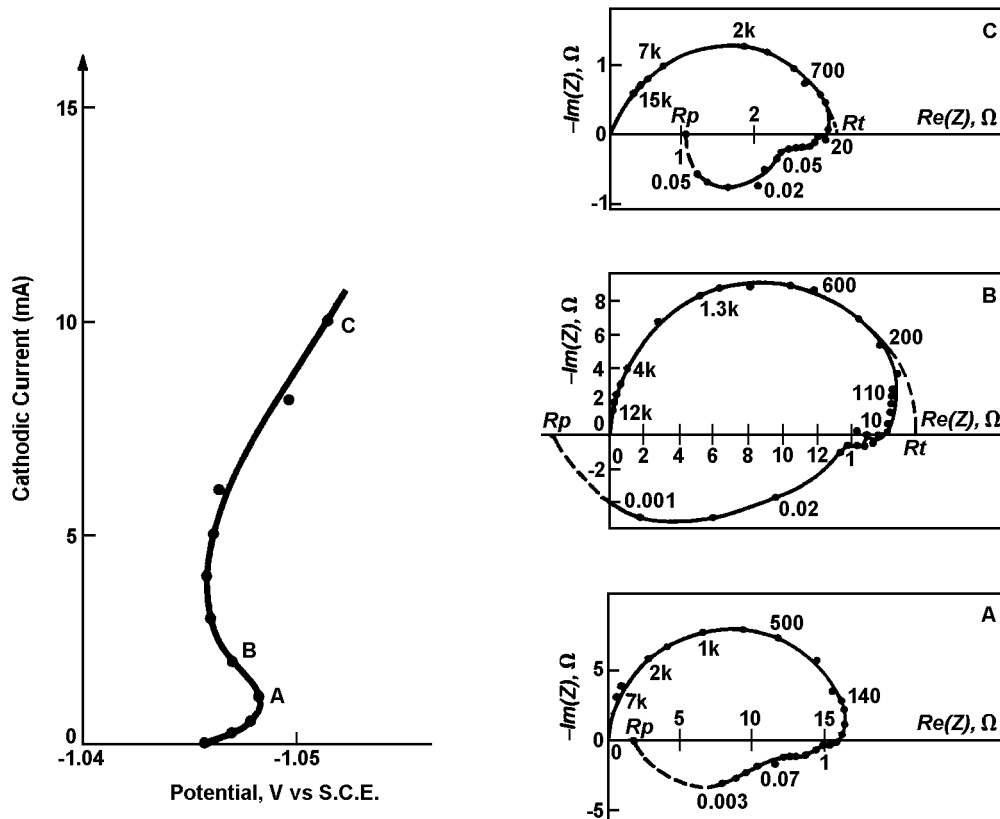 Cathodic Current (mA)
15
10
5
0
-1.04
-1.05
Potential, V vs S.C.E.
A
B
C
C
–Im(Z), Ω
1
0
-1
2k
7k
15k
700
Rp
1
2
Rt
Re(Z), Ω
20
0.05
0.05
0.02
B
–Im(Z), Ω
8
6
4
2
0
-2
600
1.3k
200
4k
110
12k
10
Re(Z), Ω
Rp
0 2 4 6 8 10 12
1
Rt
0.001
0.02
A
–Im(Z), Ω
5
0
-5
500
1k
2k
140
7k
Rp
0
5
10
15
Re(Z), Ω
1
0.07
0.003